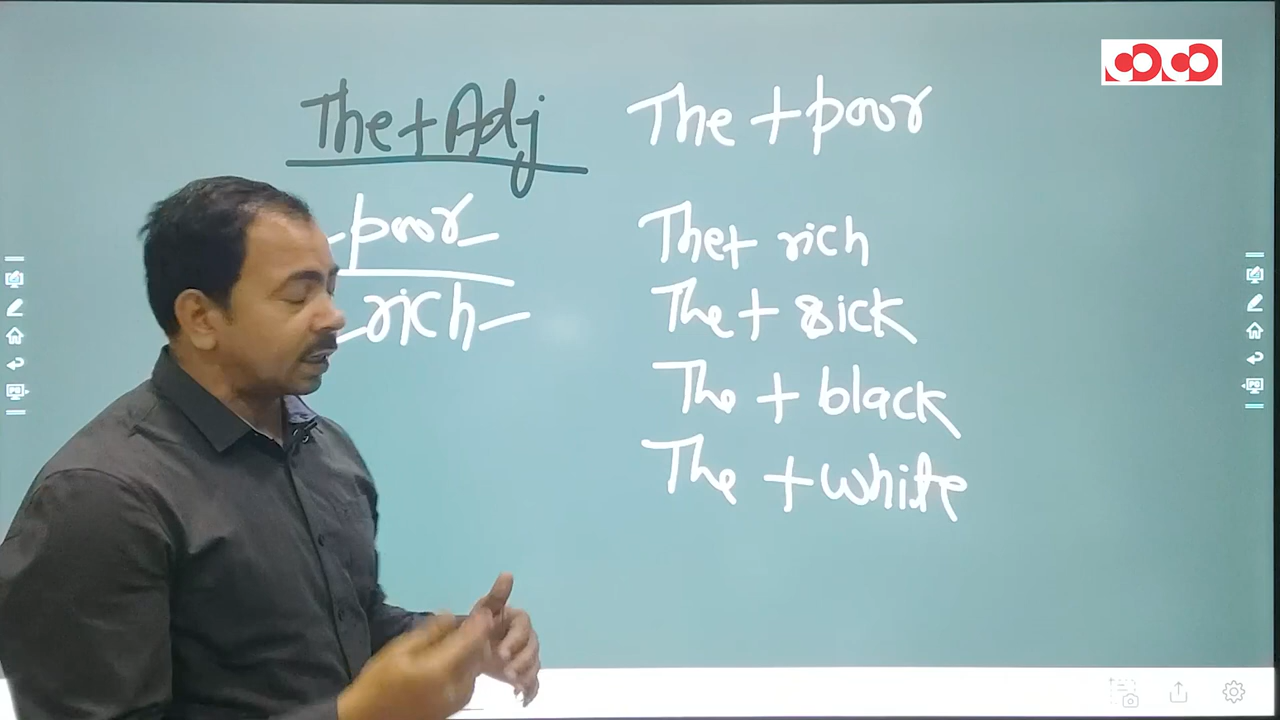 The + Adj
poor
rich
The + poor
The + rich
The + sick
The + black
The + white